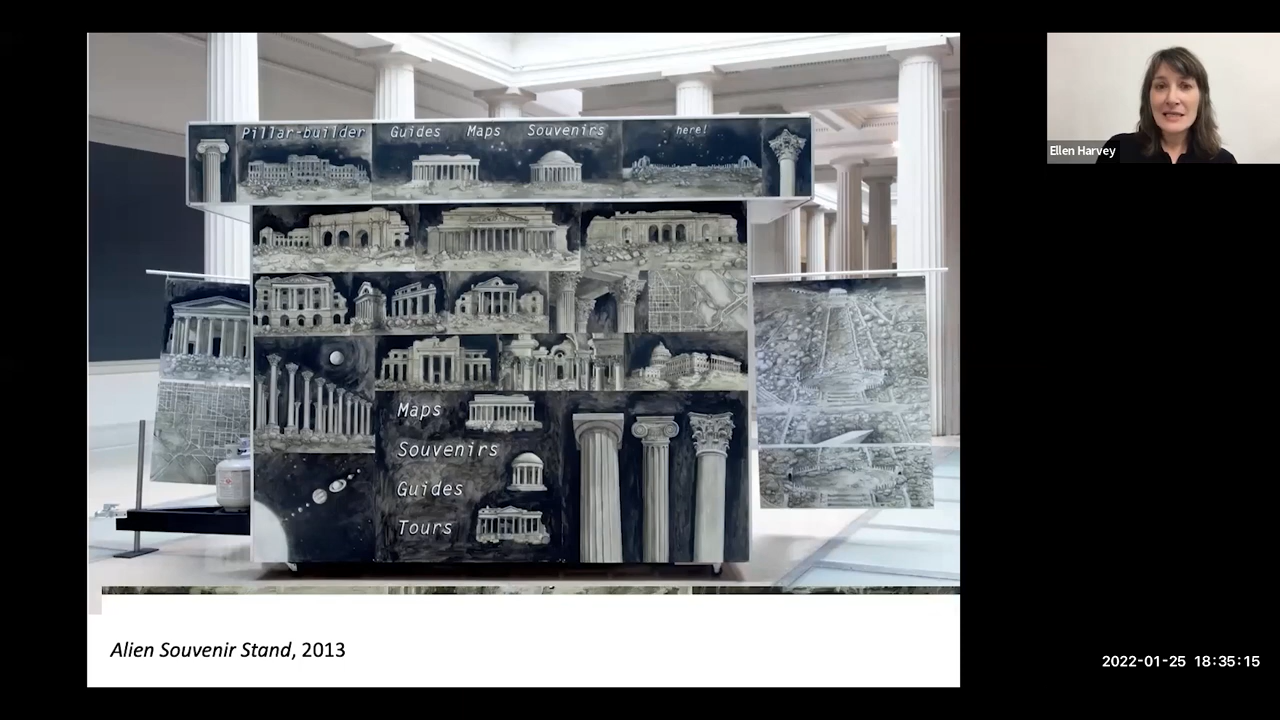 Pillar-builder Guides Maps Souvenirs here!
Maps
Souvenirs
Guides
Tours
Alien Souvenir Stand, 2013
Ellen Harvey
2022-01-25 18:35:15